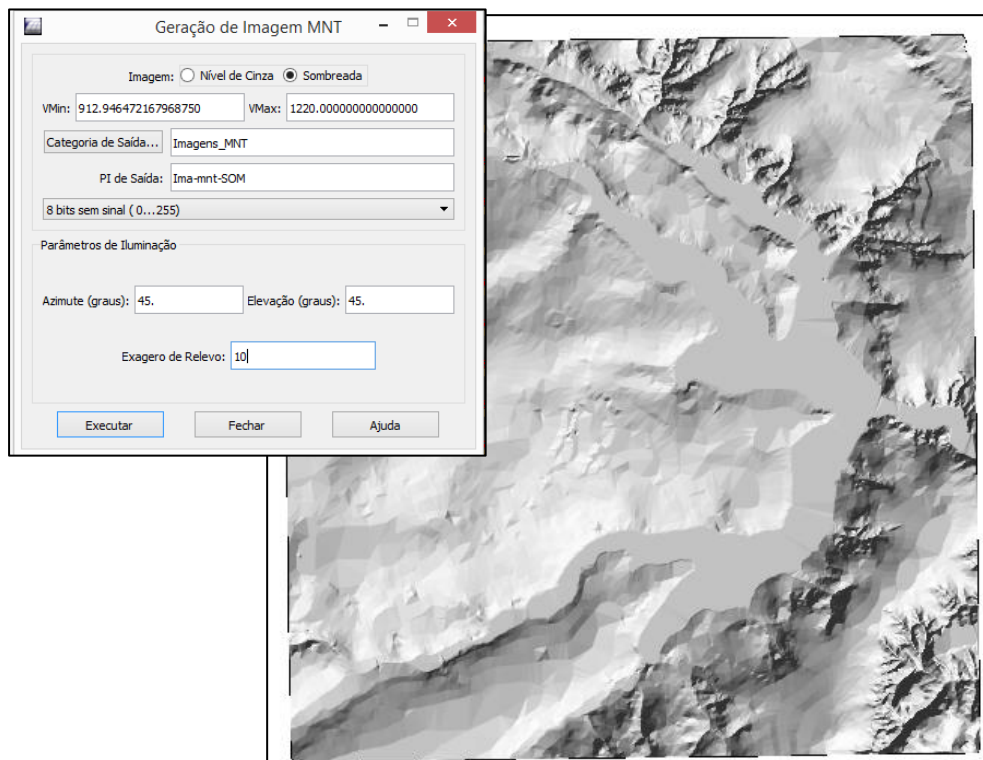 Geração de Imagem MNT
Imagem: Nível de Cinza Sombreada
VMin: 912.946472167968750 VMax: 1220.000000000000000
Categoria de Saída... Imagens_MNT
PI de Saída: Ima-mnt-SOM
8 bits sem sinal ( 0...255)
Parâmetros de Iluminação
Azimute (graus): 45. Elevação (graus): 45.
Exagero de Relevo: 10
Executar Fechar Ajuda